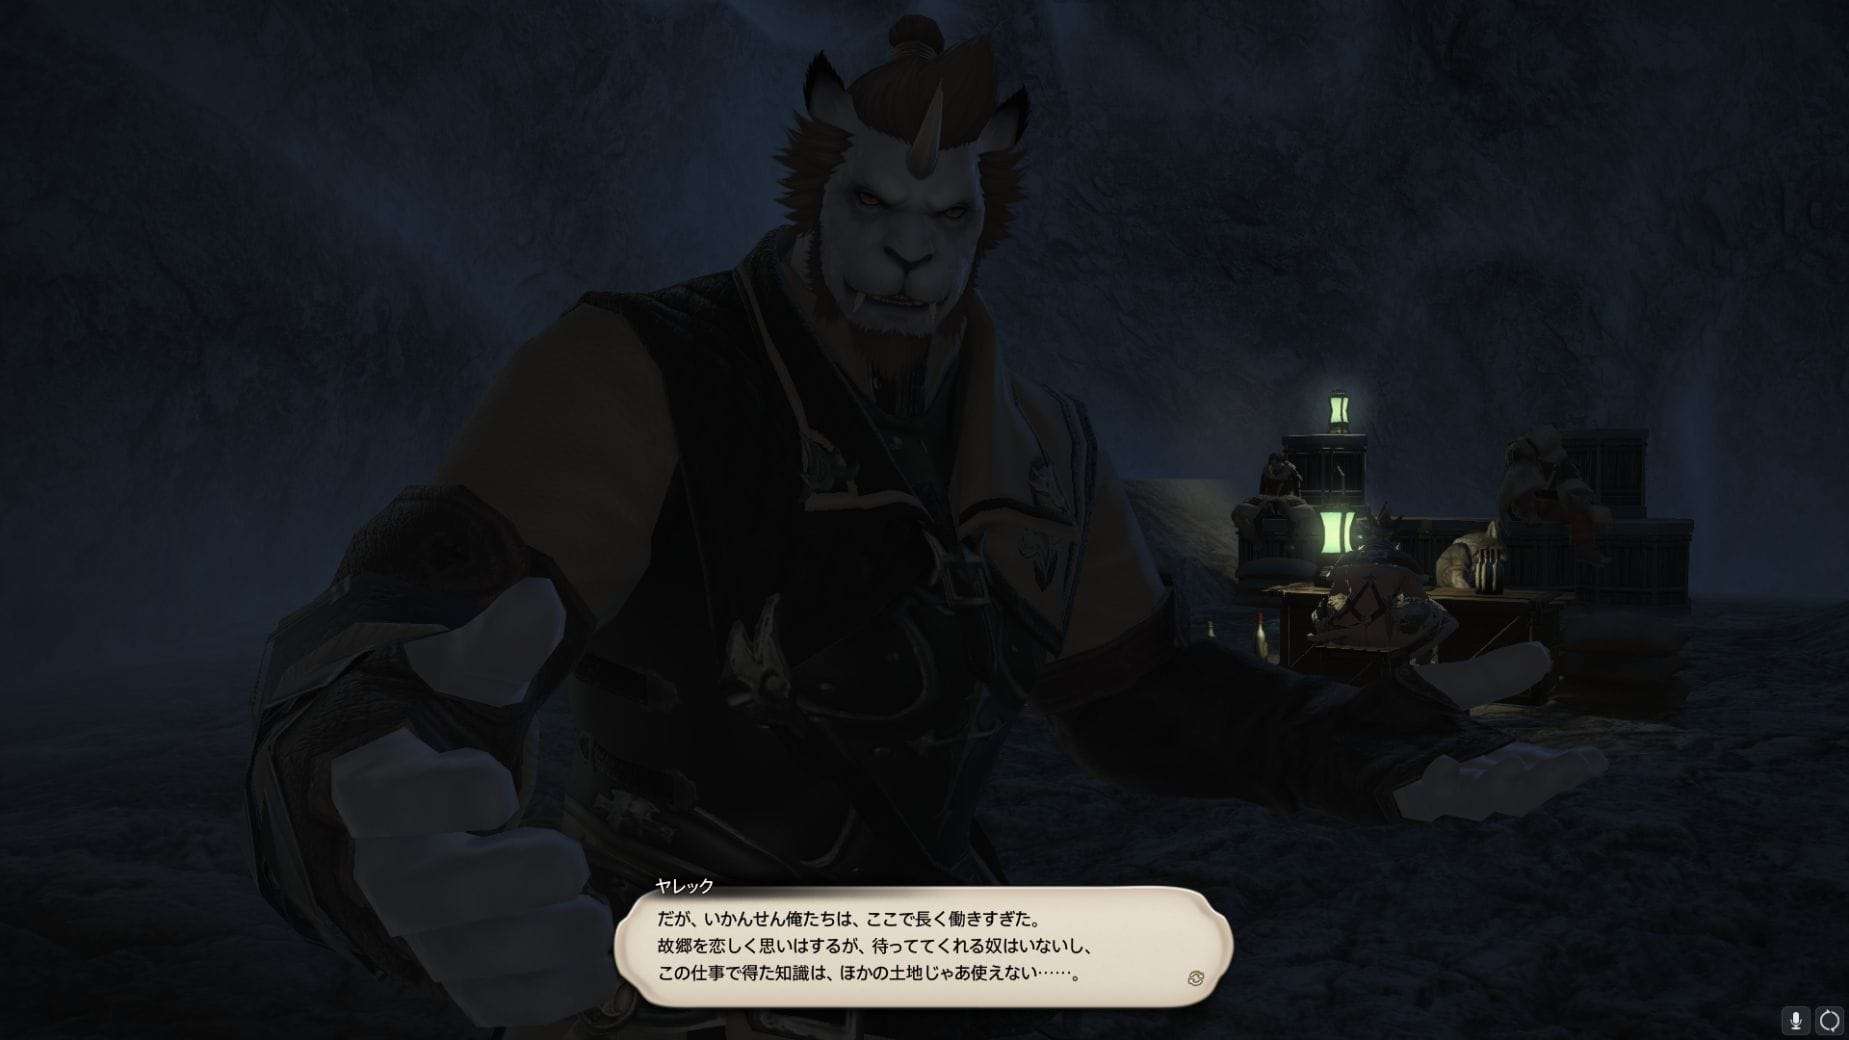 ヤレック
だが、いかんせん俺たちは、ここで長く働きすぎた。
故郷を恋しく思いはするが、待っててくれる奴はいないし、
この仕事で得た知識は、ほかの土地じゃあ使えない……。